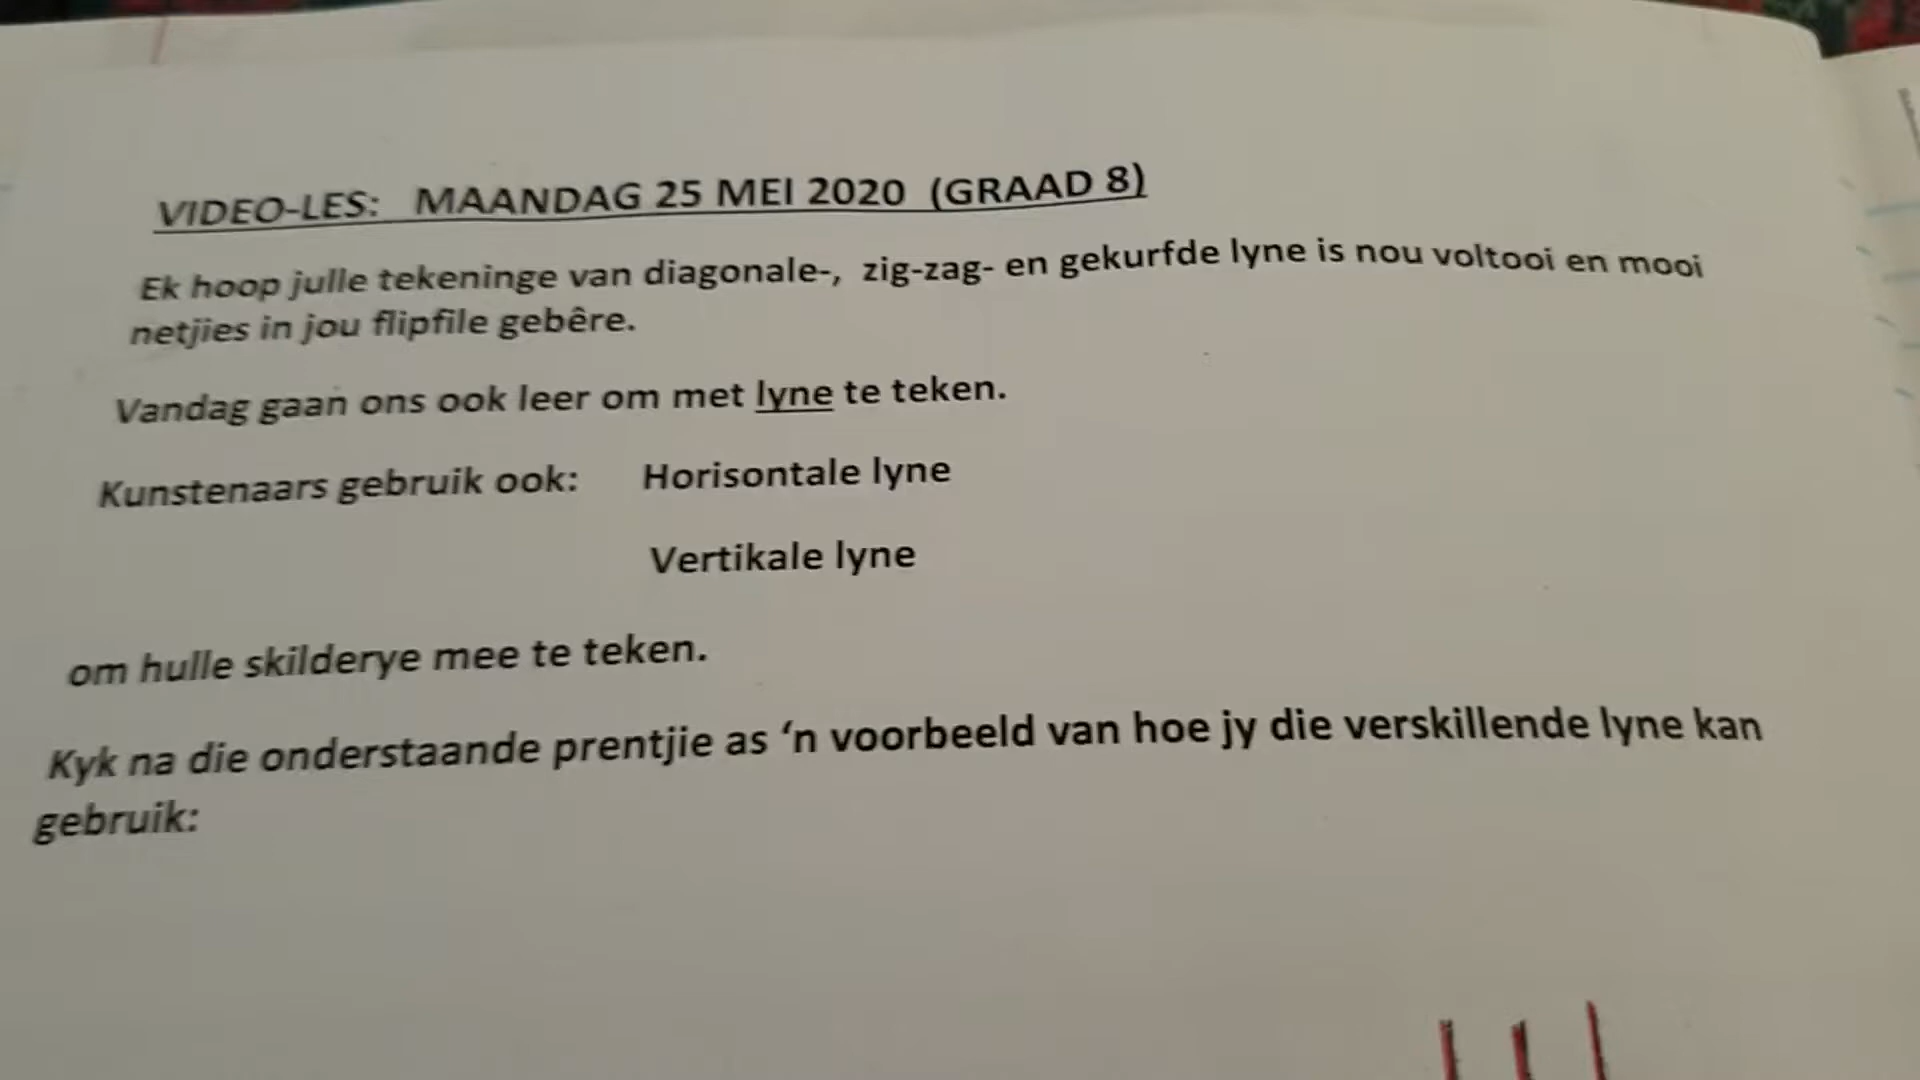 VIDEO-LES: MAANDAG 25 MEI 2020 (GRAAD 8)
Ek hoop julle tekeninge van diagonale-, zig-zag- en gekurfde lyne is nou voltooi en mooi
netjies in jou flipfile gebêre.
Vandag gaan ons ook leer om met lyne te teken.
Kunstenaars gebruik ook: Horisontale lyne
Vertikale lyne
om hulle skilderye mee te teken.
Kyk na die onderstaande prentjie as ‘n voorbeeld van hoe jy die verskillende lyne kan
gebruik: